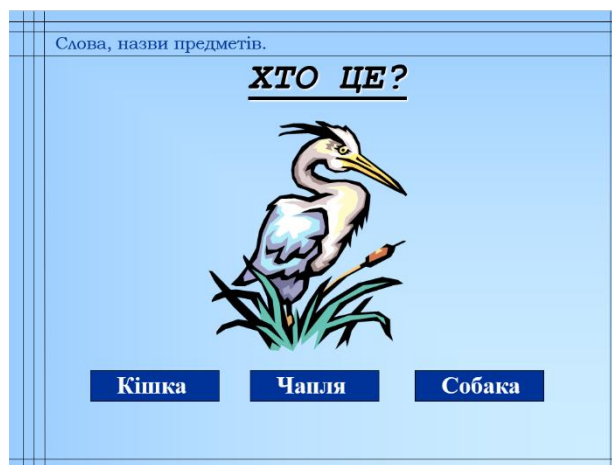 Слова, назви предметів.
ХТО ЦЕ?
Кішка
Чапля
Собака